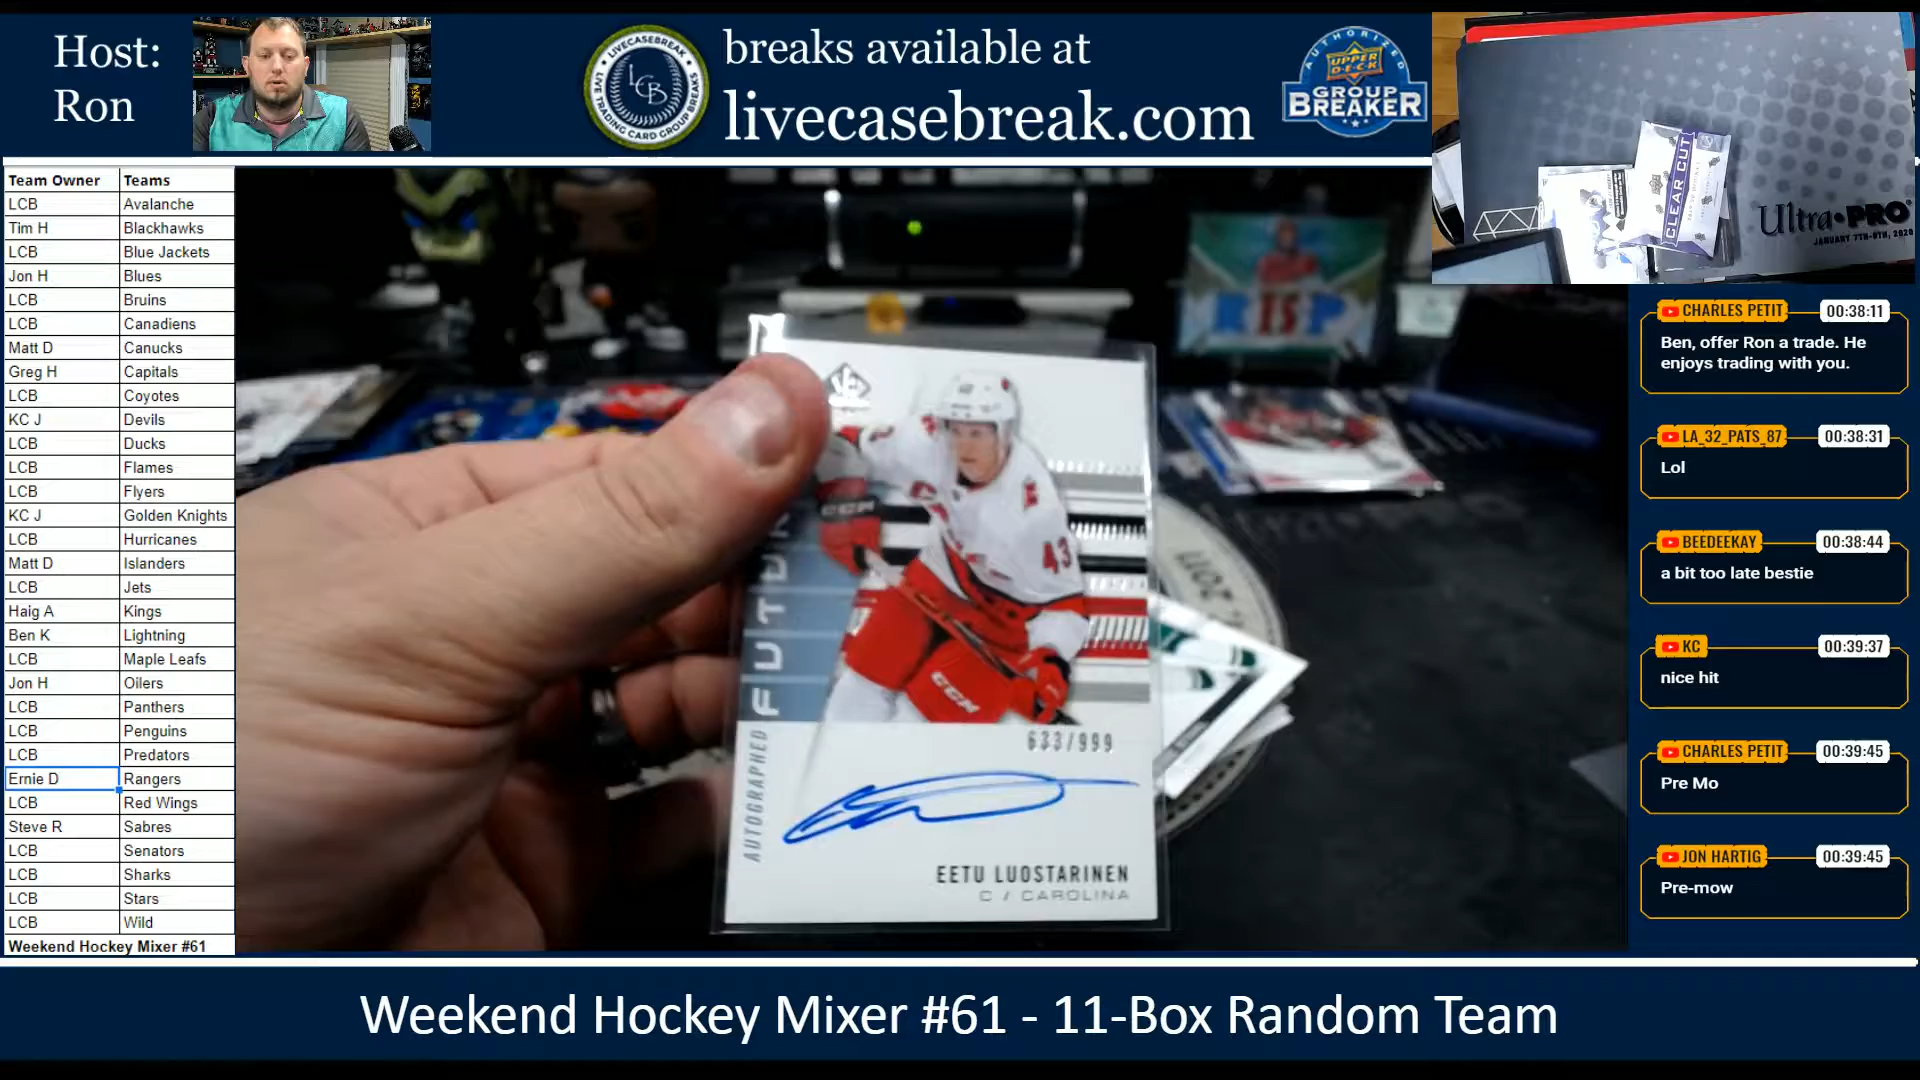 Host:
Ron
LIVECASEBREAK
LCB
LIVE TRADING CARD GROUP BREAKS
breaks available at
livecasebreak.com
AUTHORIZED
UPPER DECK
GROUP
BREAKER
CLEAR CUT
Ultra•PRO
JANUARY 7TH-9TH, 2020
Team Owner Teams
LCB Avalanche
Tim H Blackhawks
LCB Blue Jackets
Jon H Blues
LCB Bruins
LCB Canadiens
Matt D Canucks
Greg H Capitals
LCB Coyotes
KC J Devils
LCB Ducks
LCB Flames
LCB Flyers
KC J Golden Knights
LCB Hurricanes
Matt D Islanders
LCB Jets
Haig A Kings
Ben K Lightning
LCB Maple Leafs
Jon H Oilers
LCB Panthers
LCB Penguins
LCB Predators
Ernie D Rangers
LCB Red Wings
Steve R Sabres
LCB Senators
LCB Sharks
LCB Stars
LCB Wild
Weekend Hockey Mixer #61
43
CCM
633/999
AUTOGRAPHED
EETU LUOSTARINEN
C / CAROLINA
CHARLES PETIT 00:38:11
Ben, offer Ron a trade. He
enjoys trading with you.
LA_32_PATS_87 00:38:31
Lol
BEEDEEKAY 00:38:44
a bit too late bestie
KC 00:39:37
nice hit
CHARLES PETIT 00:39:45
Pre Mo
JON HARTIG 00:39:45
Pre-mow
Weekend Hockey Mixer #61 - 11-Box Random Team